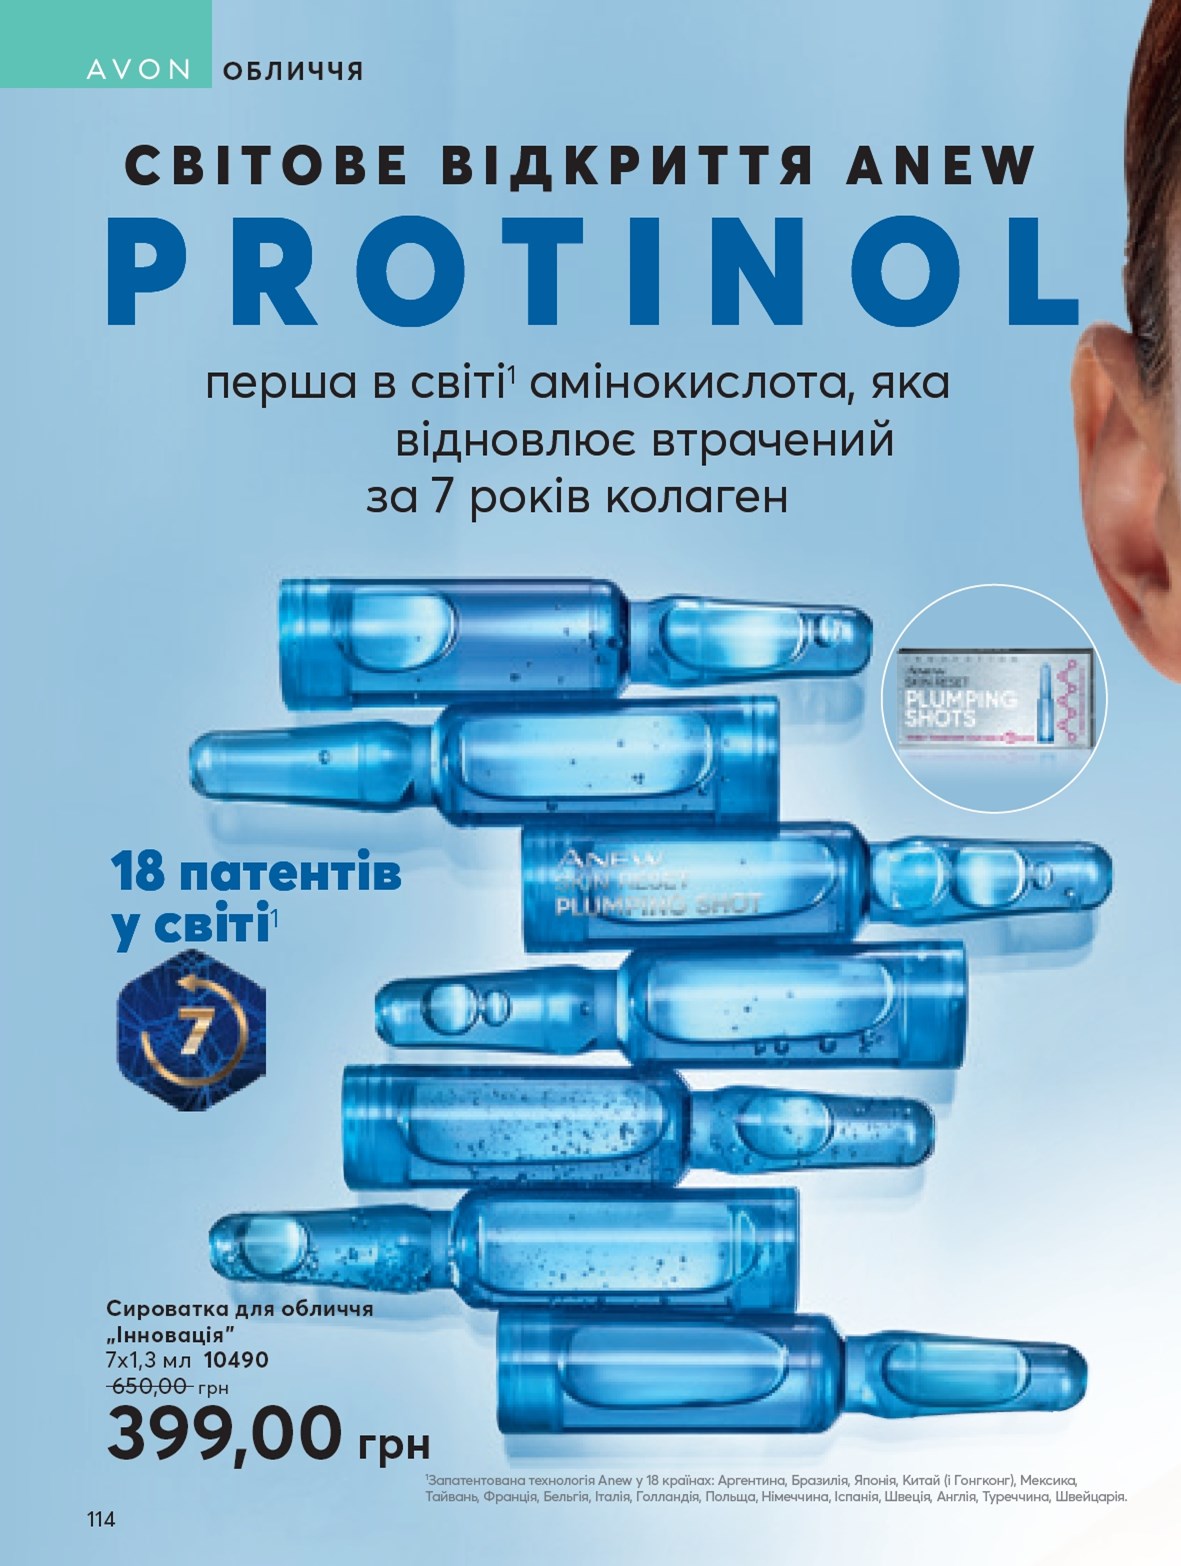 AVON ОБЛИЧЧЯ
СВІТОВЕ ВІДКРИТТЯ ANEW
PROTINOL
перша в світі¹ амінокислота, яка
відновлює втрачений
за 7 років колаген
ANEW
SKIN RESET
PLUMPING
SHOTS
18 патентів
у світі¹
7
ANEW
SKIN RESET
PLUMPING SHOT
Сироватка для обличчя
„Інновація”
7х1,3 мл 10490
650,00 грн
399,00 грн
¹Запатентована технологія Anew у 18 країнах: Аргентина, Бразилія, Японія, Китай (і Гонгконг), Мексика,
Тайвань, Франція, Бельгія, Італія, Голландія, Польща, Німеччина, Іспанія, Швеція, Англія, Туреччина, Швейцарія.
114